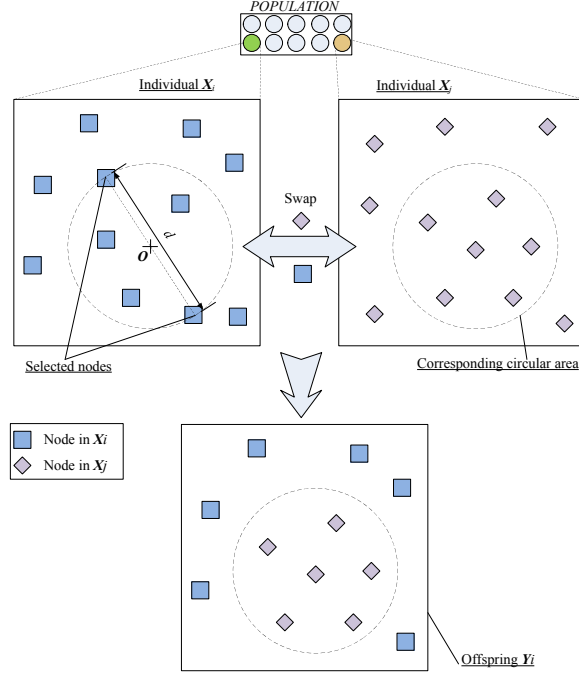 POPULATION
Individual Xi
Individual Xj
Swap
d
O
Selected nodes
Corresponding circular area
Node in Xi
Node in Xj
Offspring Yi